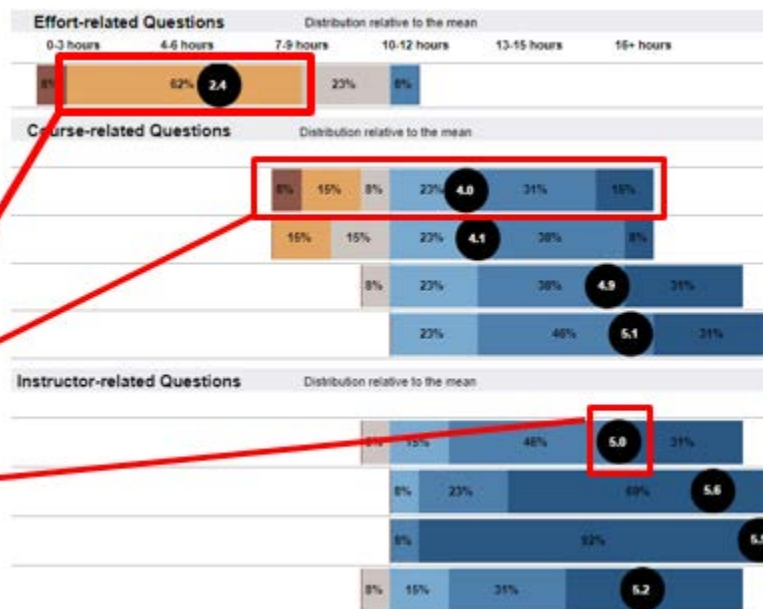 Effort-related Questions Distribution relative to the mean
0-3 hours 4-6 hours 7-9 hours 10-12 hours 13-15 hours 16+ hours
8% 62% 2.4 23% 8%
Course-related Questions Distribution relative to the mean
8% 15% 8% 23% 4.0 31% 15%
15% 15% 23% 4.1 38% 8%
8% 23% 38% 4.9 31%
23% 46% 5.1 31%
Instructor-related Questions Distribution relative to the mean
8% 15% 46% 5.0 31%
8% 23% 69% 5.6
8% 92%
8% 15% 31% 5.2